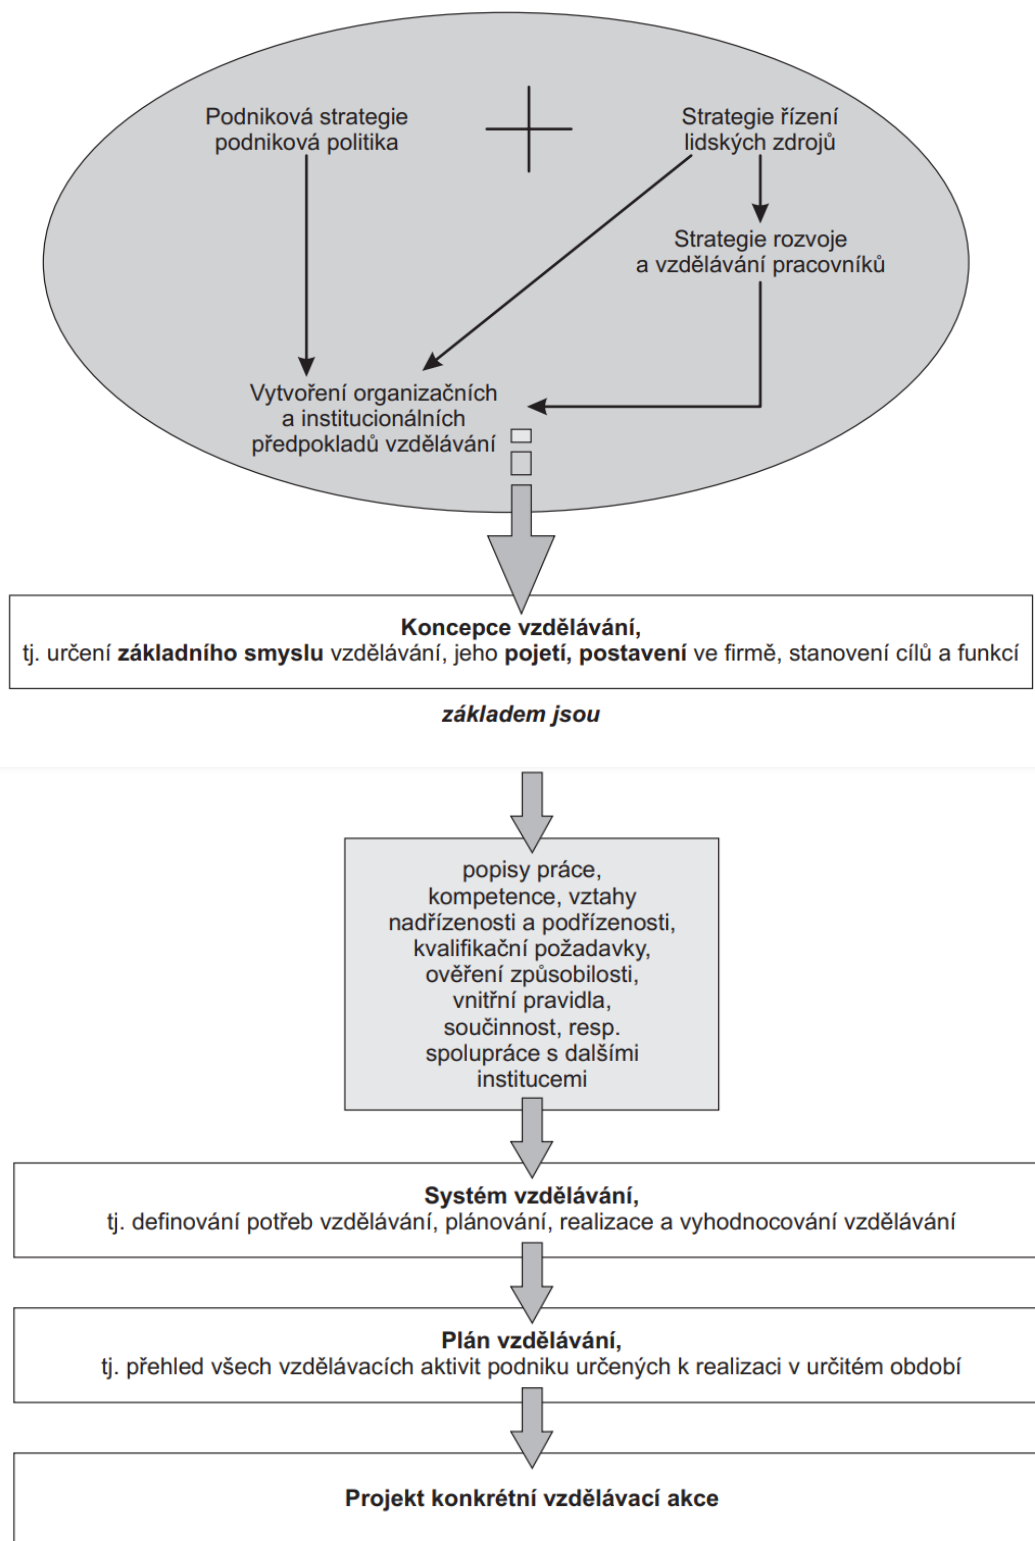 Podniková strategie
podniková politika
Strategie řízení
lidských zdrojů
Strategie rozvoje
a vzdělávání pracovníků
Vytvoření organizačních
a institucionálních
předpokladů vzdělávání
Koncepce vzdělávání,
tj. určení základního smyslu vzdělávání, jeho pojetí, postavení ve firmě, stanovení cílů a funkcí
základem jsou
popisy práce,
kompetence, vztahy
nadřízenosti a podřízenosti,
kvalifikační požadavky,
ověření způsobilosti,
vnitřní pravidla,
součinnost, resp.
spolupráce s dalšími
institucemi
Systém vzdělávání,
tj. definování potřeb vzdělávání, plánování, realizace a vyhodnocování vzdělávání
Plán vzdělávání,
tj. přehled všech vzdělávacích aktivit podniku určených k realizaci v určitém období
Projekt konkrétní vzdělávací akce